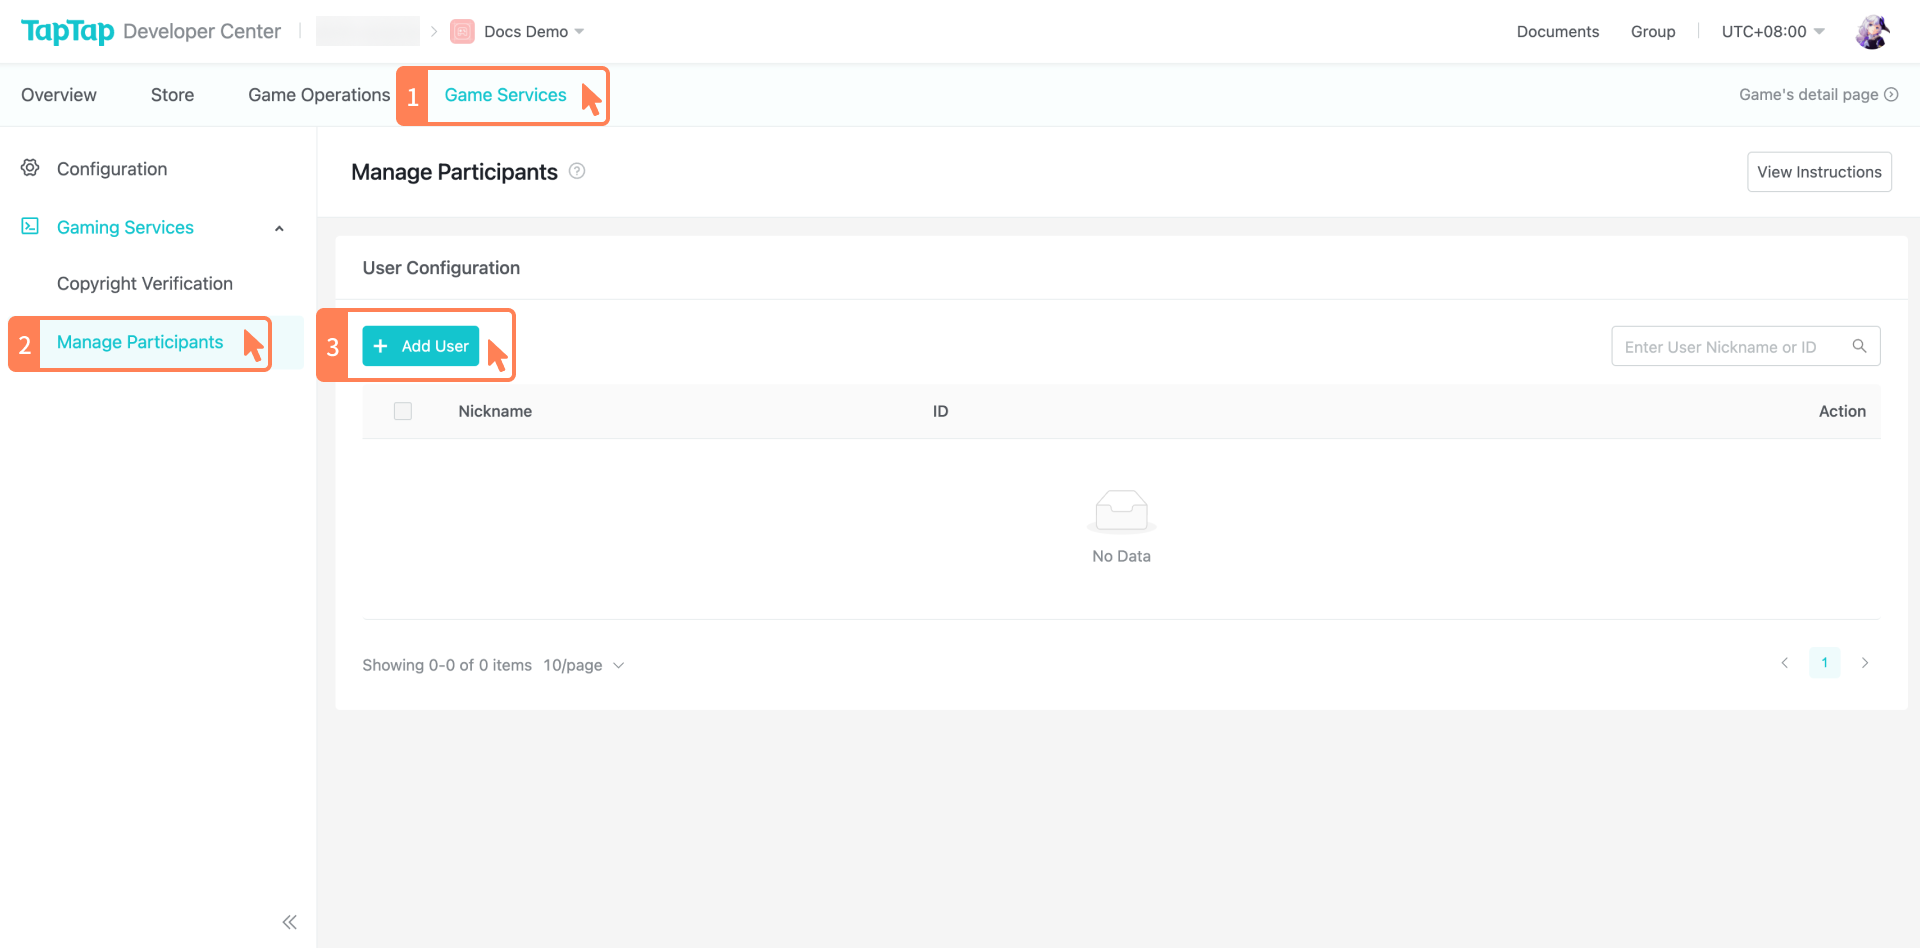 TapTap Developer Center
Docs Demo
Documents
Group
UTC+08:00
Overview
Store
Game Operations
1
Game Services
Game's detail page
Configuration
Gaming Services
Copyright Verification
2
Manage Participants
Manage Participants
View Instructions
User Configuration
3
Add User
Enter User Nickname or ID
Nickname
ID
Action
No Data
Showing 0-0 of 0 items
10/page
1